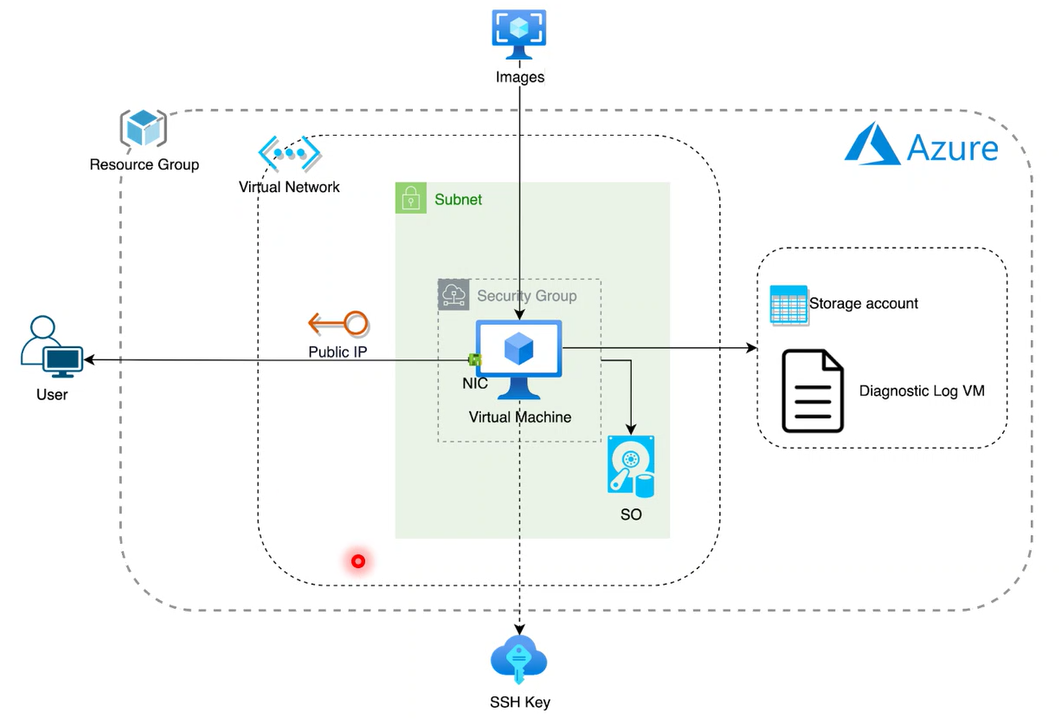 Images
Azure
Resource Group
Virtual Network
Subnet
Security Group
Storage account
Public IP
NIC
User
Diagnostic Log VM
Virtual Machine
SO
SSH Key